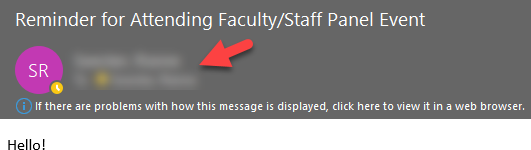 Reminder for Attending Faculty/Staff Panel Event
SR
If there are problems with how this message is displayed, click here to view it in a web browser.
Hello!